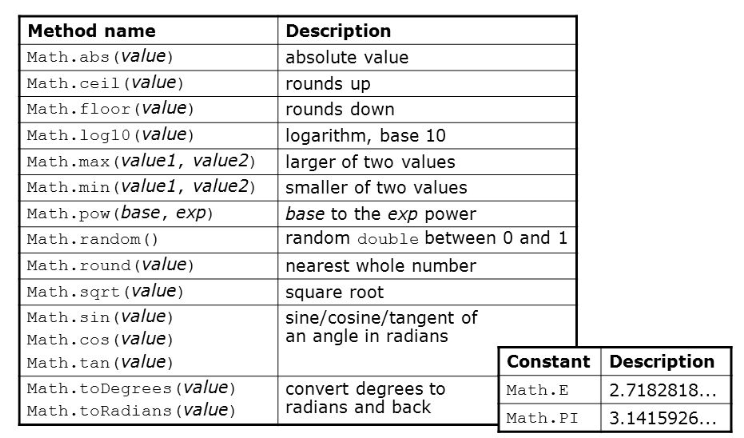 Method name Description
Math.abs(value) absolute value
Math.ceil(value) rounds up
Math.floor(value) rounds down
Math.log10(value) logarithm, base 10
Math.max(value1, value2) larger of two values
Math.min(value1, value2) smaller of two values
Math.pow(base, exp) base to the exp power
Math.random() random double between 0 and 1
Math.round(value) nearest whole number
Math.sqrt(value) square root
Math.sin(value) sine/cosine/tangent of
Math.cos(value) an angle in radians
Math.tan(value)
Math.toDegrees(value) convert degrees to
Math.toRadians(value) radians and back
Constant Description
Math.E 2.7182818...
Math.PI 3.1415926...